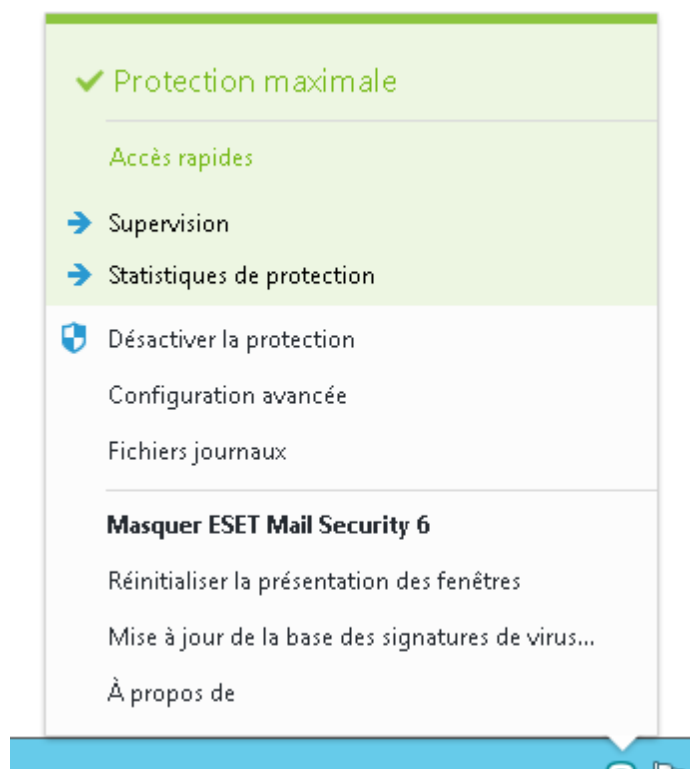 Protection maximale
Accès rapides
Supervision
Statistiques de protection
Désactiver la protection
Configuration avancée
Fichiers journaux
Masquer ESET Mail Security 6
Réinitialiser la présentation des fenêtres
Mise à jour de la base des signatures de virus...
À propos de